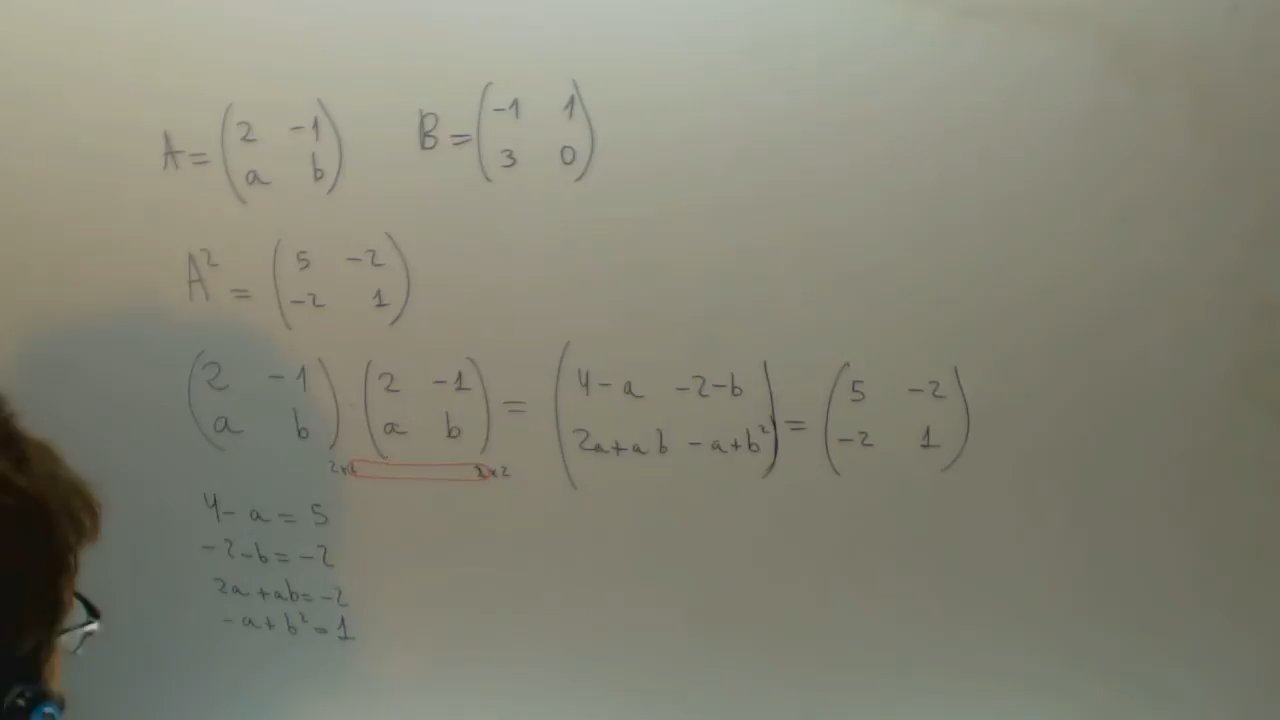 A = ( 2 -1 ) B = ( -1 1 )
( a b ) ( 3 0 )
A² = ( 5 -2 )
( -2 1 )
( 2 -1 ) · ( 2 -1 ) = ( 4-a -2-b ) = ( 5 -2 )
( a b ) ( a b ) ( 2a+ab -a+b² ) ( -2 1 )
2x2 2x2
4-a=5
-2-b=-2
2a+ab=-2
-a+b²=1